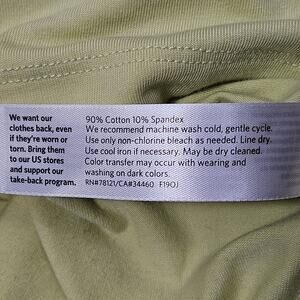 We want our
clothes back, even
if they're worn or
torn. Bring them
to our US stores
and support our
take-back program.
90% Cotton 10% Spandex
We recommend machine wash cold, gentle cycle.
Use only non-chlorine bleach as needed. Line dry.
Use cool iron if necessary. May be dry cleaned.
Color transfer may occur with wearing and
washing on dark colors.
RN#78121/CA#34460 F19OJ